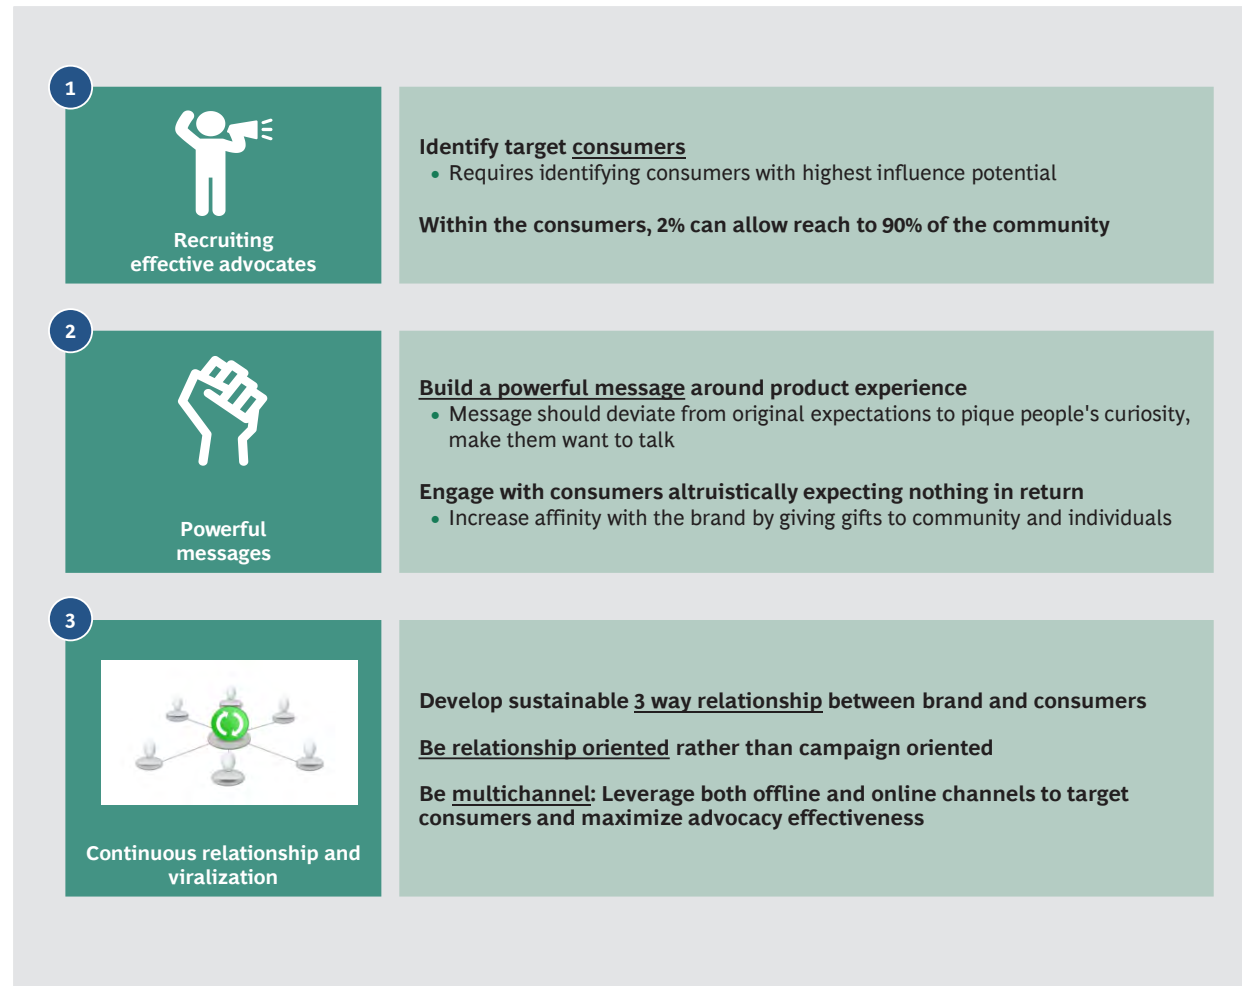 1
Recruiting
effective advocates
Identify target consumers
• Requires identifying consumers with highest influence potential
Within the consumers, 2% can allow reach to 90% of the community
2
Powerful
messages
Build a powerful message around product experience
• Message should deviate from original expectations to pique people's curiosity,
make them want to talk
Engage with consumers altruistically expecting nothing in return
• Increase affinity with the brand by giving gifts to community and individuals
3
Continuous relationship and
viralization
Develop sustainable 3 way relationship between brand and consumers
Be relationship oriented rather than campaign oriented
Be multichannel: Leverage both offline and online channels to target
consumers and maximize advocacy effectiveness